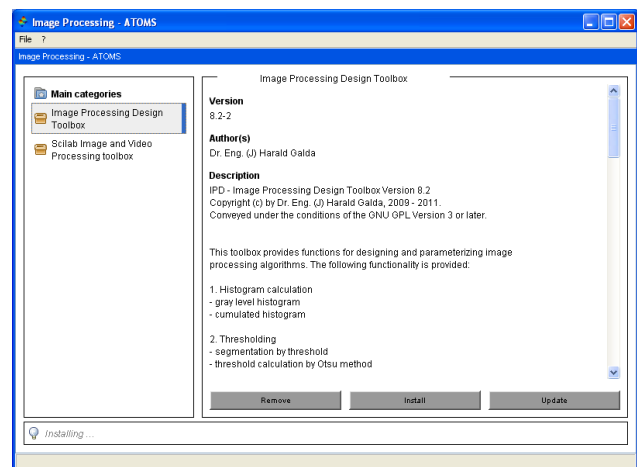 Image Processing - ATOMS
File ?
Image Processing - ATOMS
Main categories
Image Processing Design
Toolbox
Scilab Image and Video
Processing toolbox
Image Processing Design Toolbox
Version
8.2-2
Author(s)
Dr. Eng. (J) Harald Galda
Description
IPD - Image Processing Design Toolbox Version 8.2
Copyright (c) by Dr. Eng. (J) Harald Galda, 2009 - 2011.
Conveyed under the conditions of the GNU GPL Version 3 or later.
This toolbox provides functions for designing and parameterizing image
processing algorithms. The following functionality is provided:
1. Histogram calculation
- gray level histogram
- cumulated histogram
2. Thresholding
- segmentation by threshold
- threshold calculation by Otsu method
Remove Install Update
Installing ...